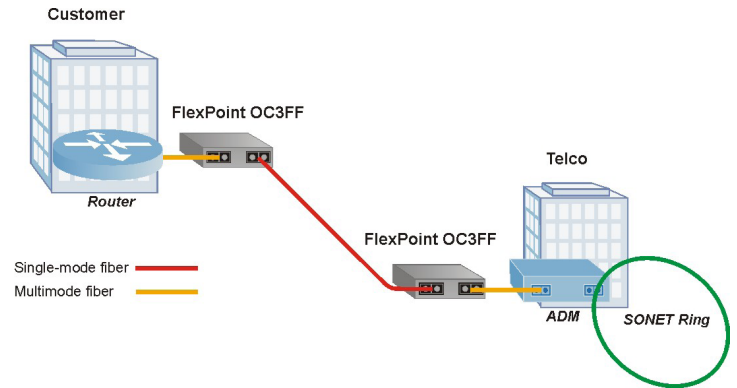 Customer
FlexPoint OC3FF
Router
Telco
FlexPoint OC3FF
Single-mode fiber
Multimode fiber
ADM
SONET Ring